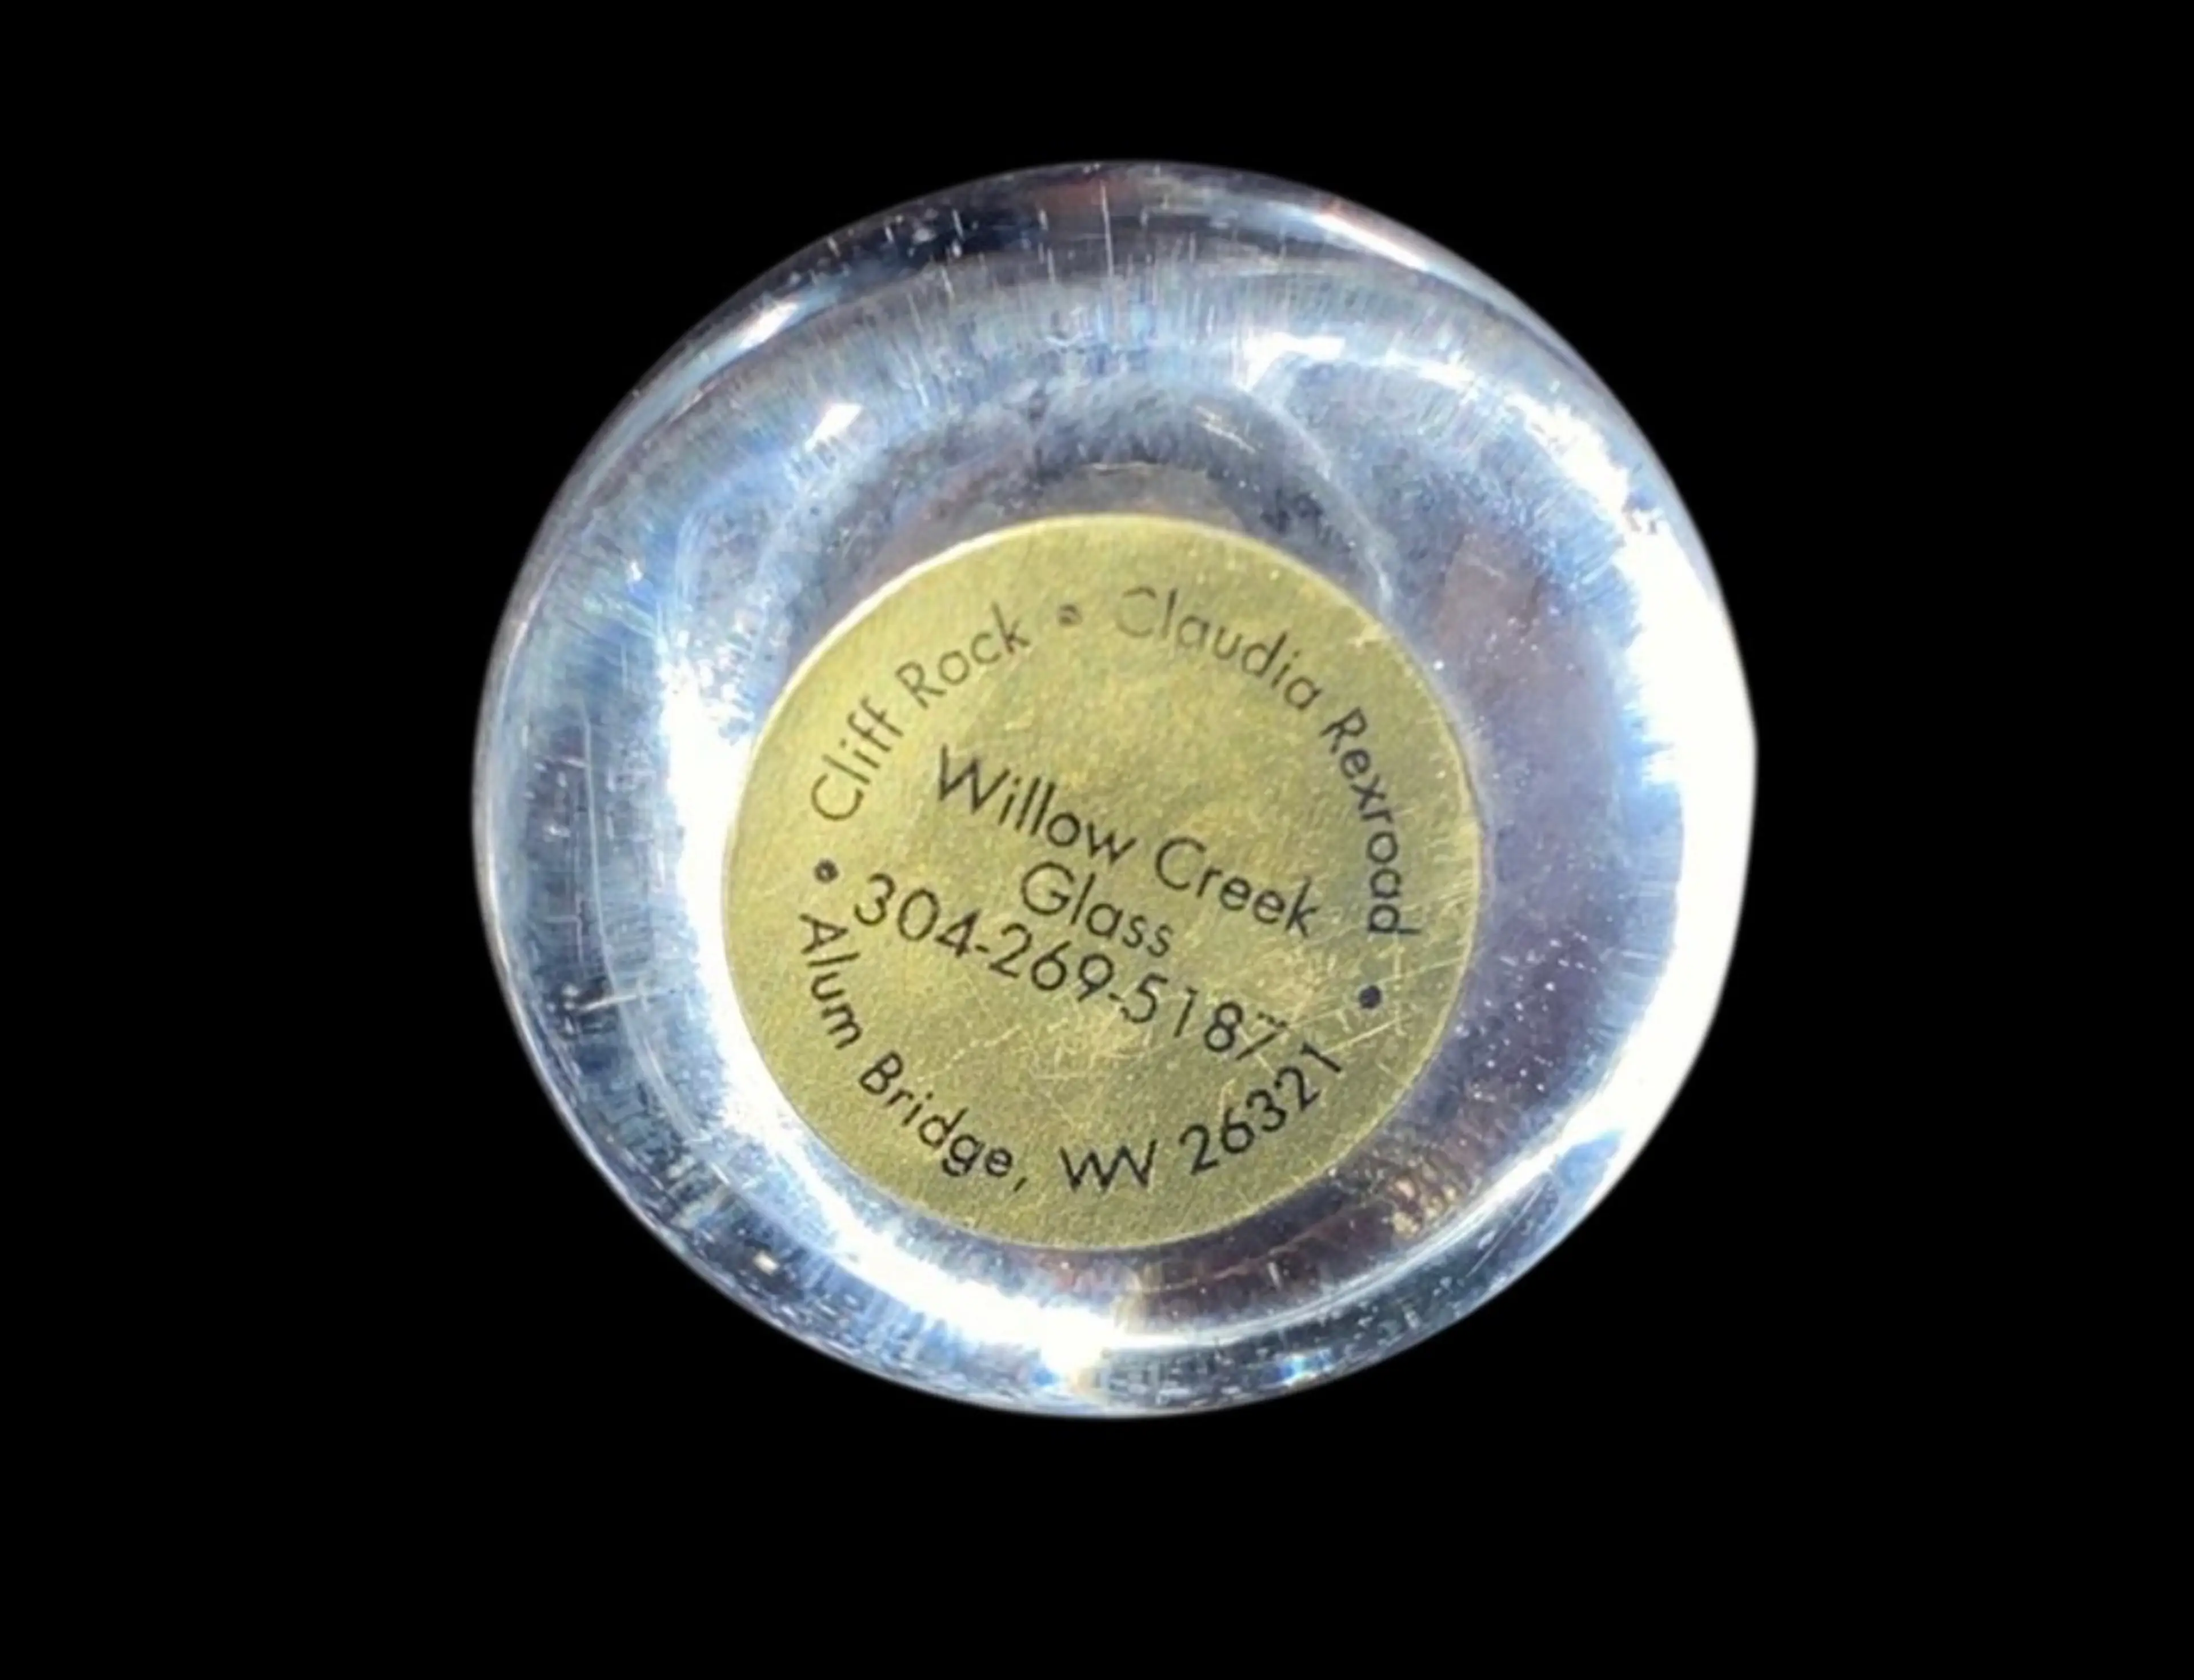 • Cliff Rock • Claudia Rexroad •
Willow Creek
Glass
304-269-5187
Alum Bridge, WV 26321